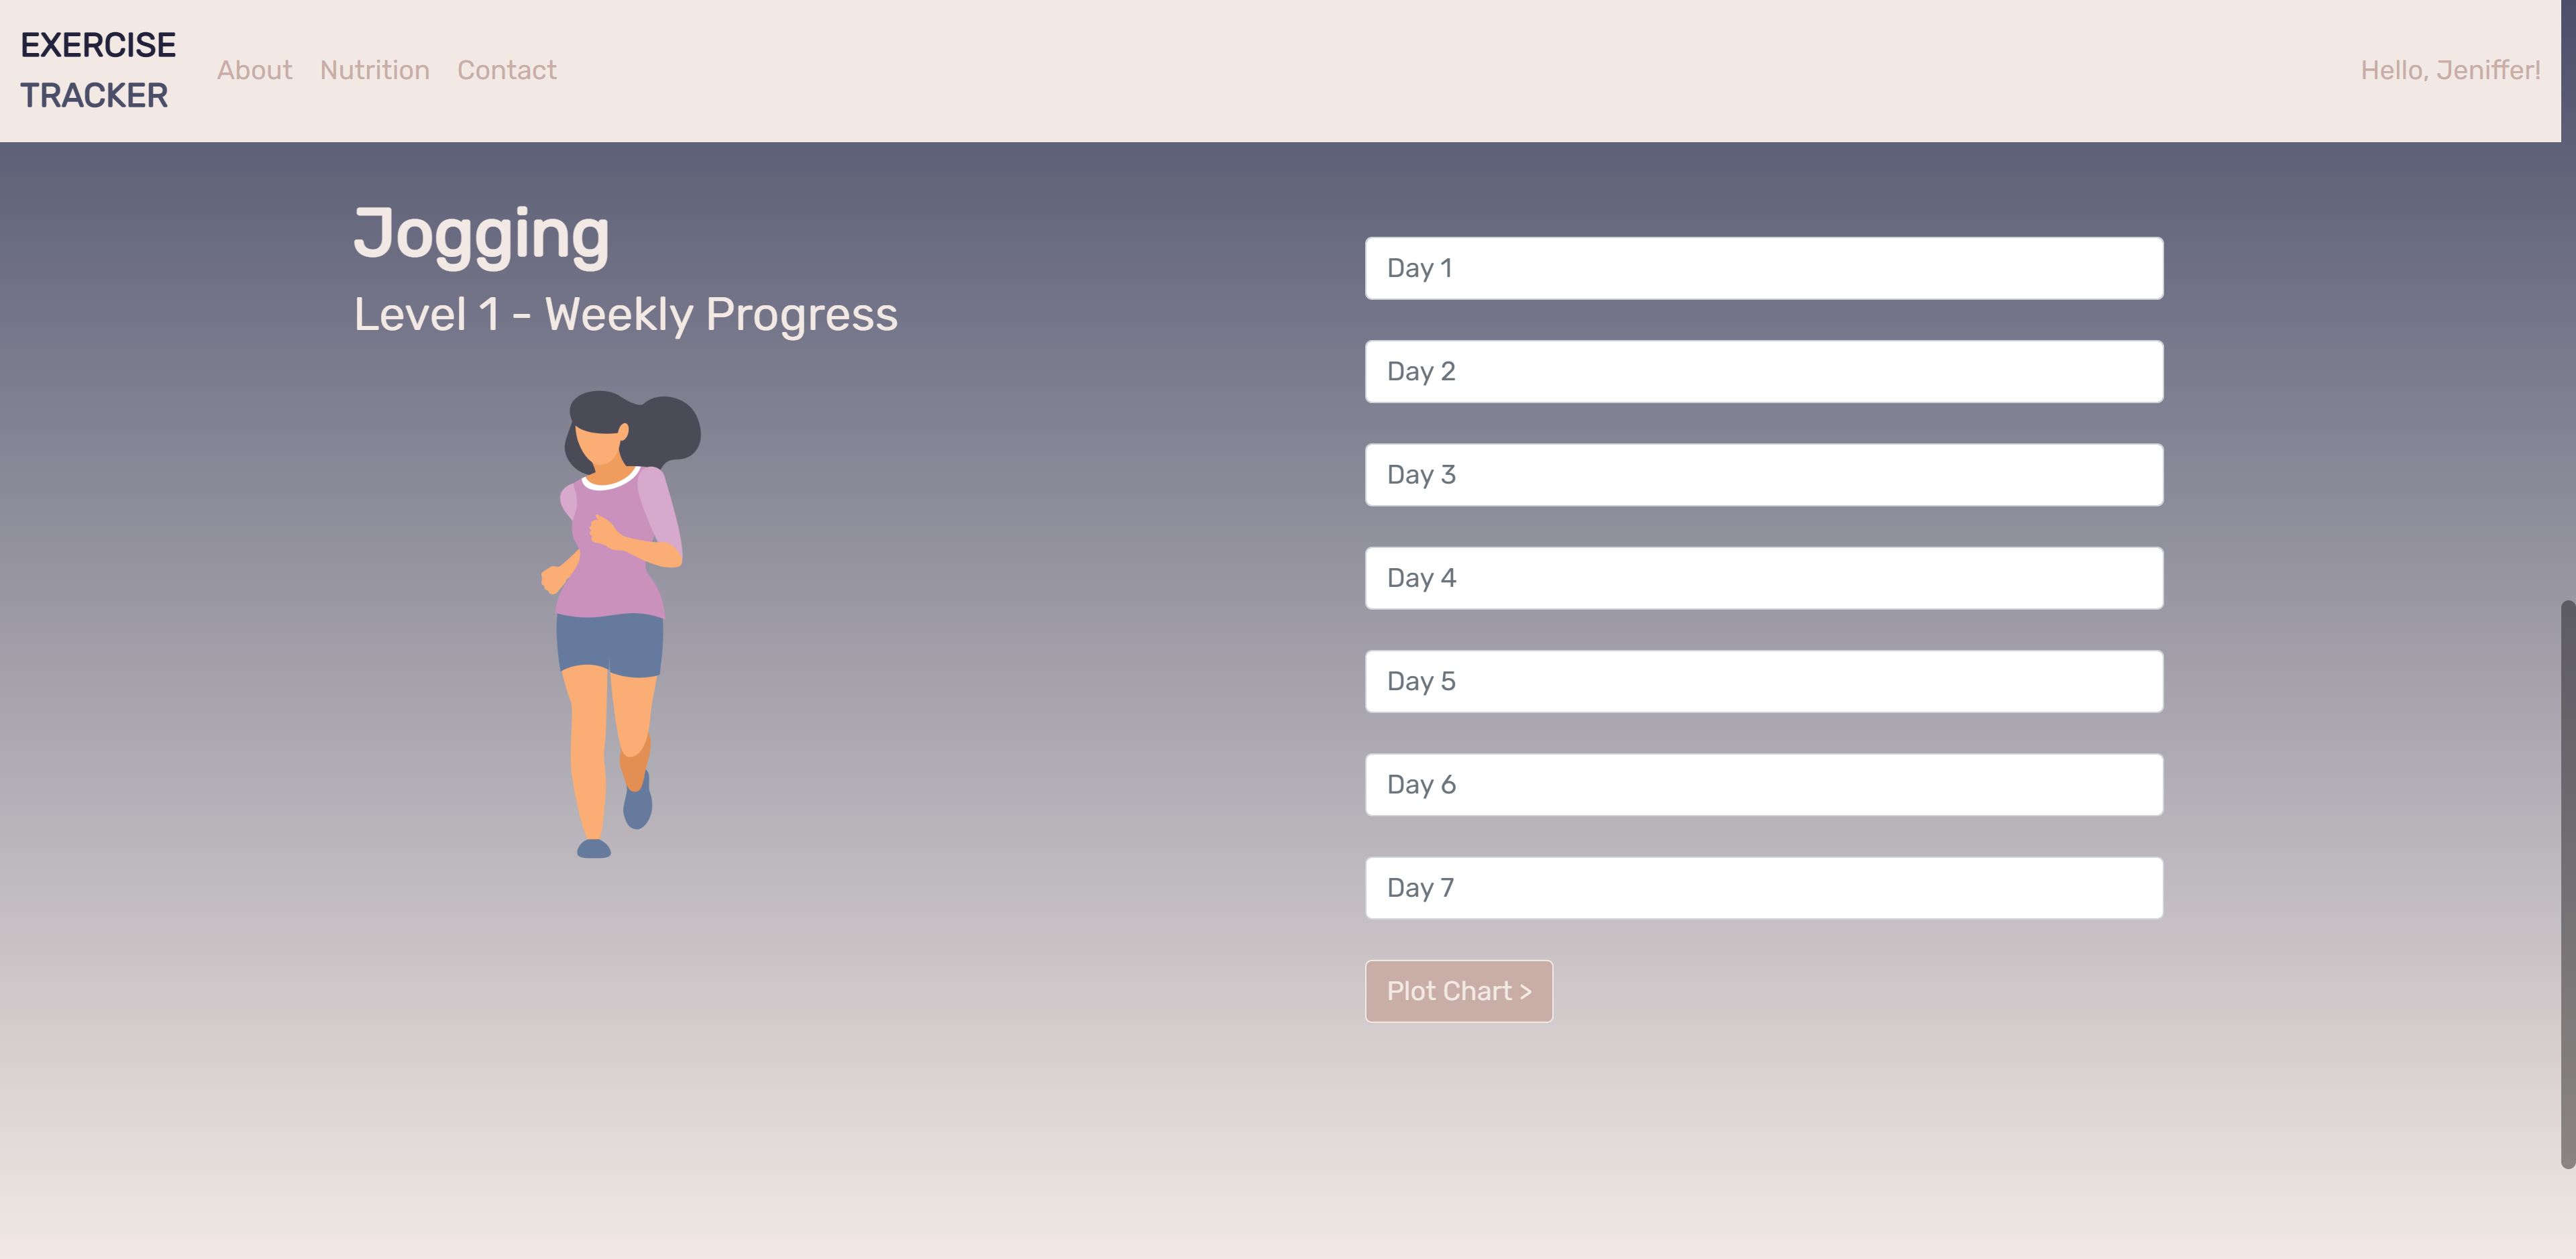 EXERCISE
TRACKER
About
Nutrition
Contact
Hello, Jeniffer!
Jogging
Level 1 - Weekly Progress
Day 1
Day 2
Day 3
Day 4
Day 5
Day 6
Day 7
Plot Chart >